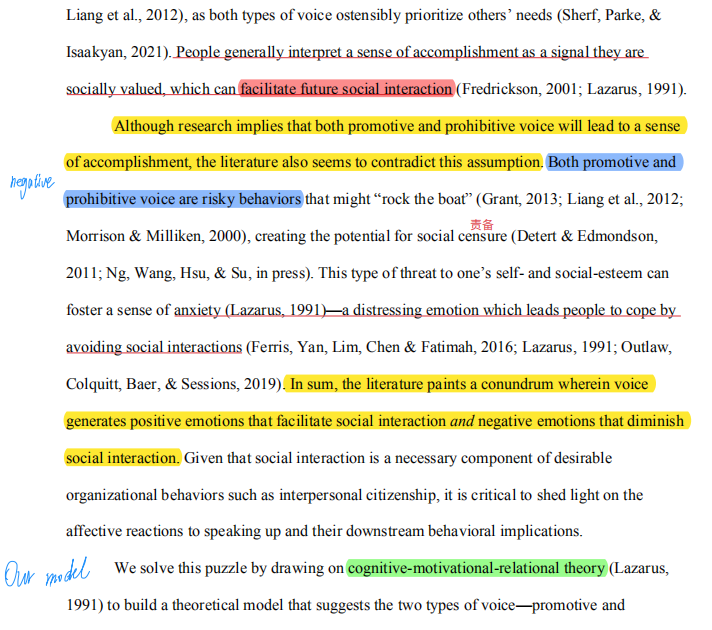 Liang et al., 2012), as both types of voice ostensibly prioritize others’ needs (Sherf, Parke, &
Isaakyan, 2021). People generally interpret a sense of accomplishment as a signal they are
socially valued, which can facilitate future social interaction (Fredrickson, 2001; Lazarus, 1991).
Although research implies that both promotive and prohibitive voice will lead to a sense
of accomplishment, the literature also seems to contradict this assumption. Both promotive and
negative
prohibitive voice are risky behaviors that might “rock the boat” (Grant, 2013; Liang et al., 2012;
责备
Morrison & Milliken, 2000), creating the potential for social censure (Detert & Edmondson,
2011; Ng, Wang, Hsu, & Su, in press). This type of threat to one’s self- and social-esteem can
foster a sense of anxiety (Lazarus, 1991)—a distressing emotion which leads people to cope by
avoiding social interactions (Ferris, Yan, Lim, Chen & Fatimah, 2016; Lazarus, 1991; Outlaw,
Colquitt, Baer, & Sessions, 2019). In sum, the literature paints a conundrum wherein voice
generates positive emotions that facilitate social interaction and negative emotions that diminish
social interaction. Given that social interaction is a necessary component of desirable
organizational behaviors such as interpersonal citizenship, it is critical to shed light on the
affective reactions to speaking up and their downstream behavioral implications.
Our model
We solve this puzzle by drawing on cognitive-motivational-relational theory (Lazarus,
1991) to build a theoretical model that suggests the two types of voice—promotive and